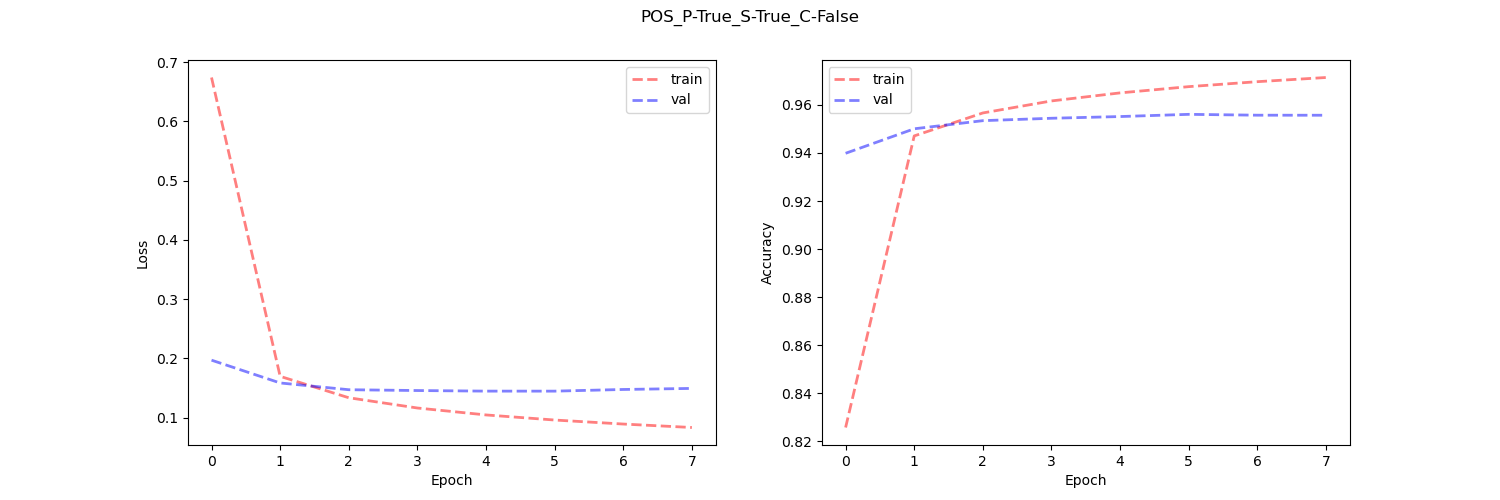 POS_P-True_S-True_C-False
0.7
0.6
0.5
0.4
0.3
0.2
0.1
Loss
train
val
0 1 2 3 4 5 6 7
Epoch
0.96
0.94
0.92
0.90
0.88
0.86
0.84
0.82
Accuracy
train
val
0 1 2 3 4 5 6 7
Epoch